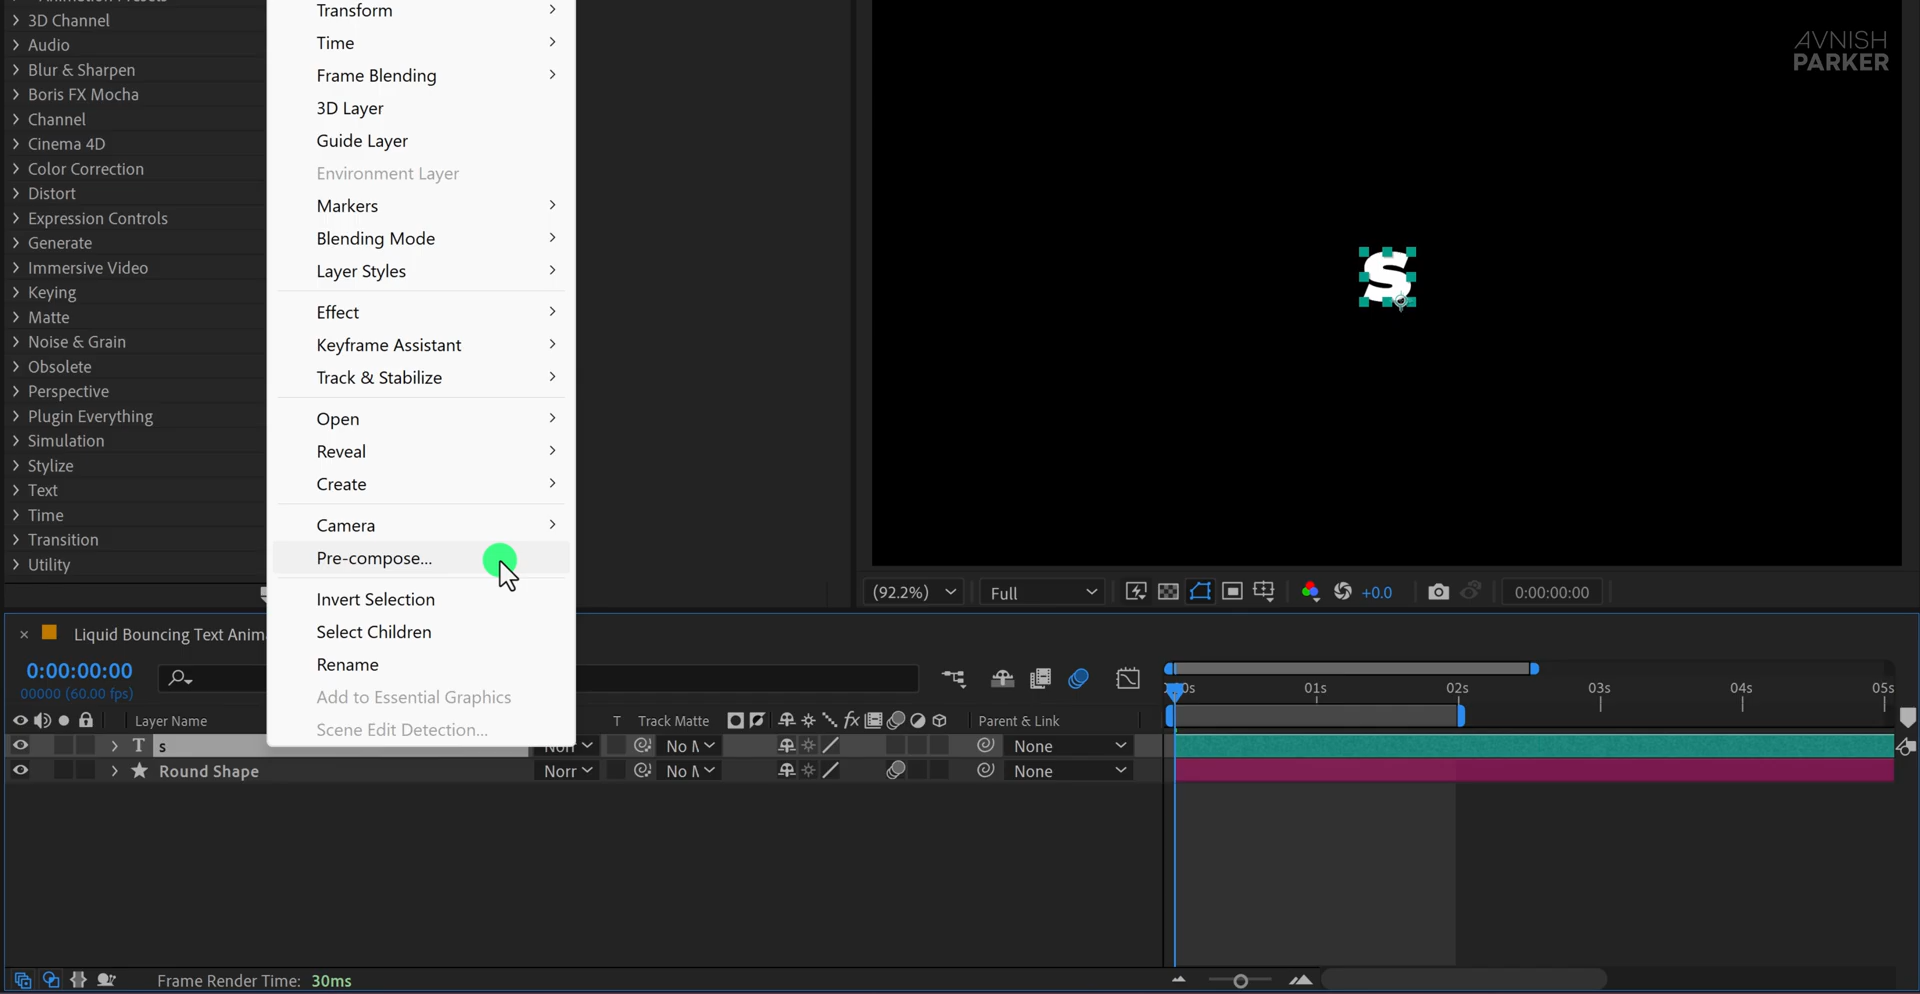 3D Channel
Audio
Blur & Sharpen
Boris FX Mocha
Channel
Cinema 4D
Color Correction
Distort
Expression Controls
Generate
Immersive Video
Keying
Matte
Noise & Grain
Obsolete
Perspective
Plugin Everything
Simulation
Stylize
Text
Time
Transition
Utility
Transform
Time
Frame Blending
3D Layer
Guide Layer
Environment Layer
Markers
Blending Mode
Layer Styles
Effect
Keyframe Assistant
Track & Stabilize
Open
Reveal
Create
Camera
Pre-compose...
Invert Selection
Select Children
Rename
Add to Essential Graphics
Scene Edit Detection...
AVNISH
PARKER
S
(92.2%) Full +0.0 0:00:00:00
Liquid Bouncing Text Anima
0:00:00:00
00000 (60.00 fps)
01s 02s 03s 04s 05s
Layer Name T Track Matte fx Parent & Link
T s No M None
Round Shape Norr No M None
Frame Render Time: 30ms